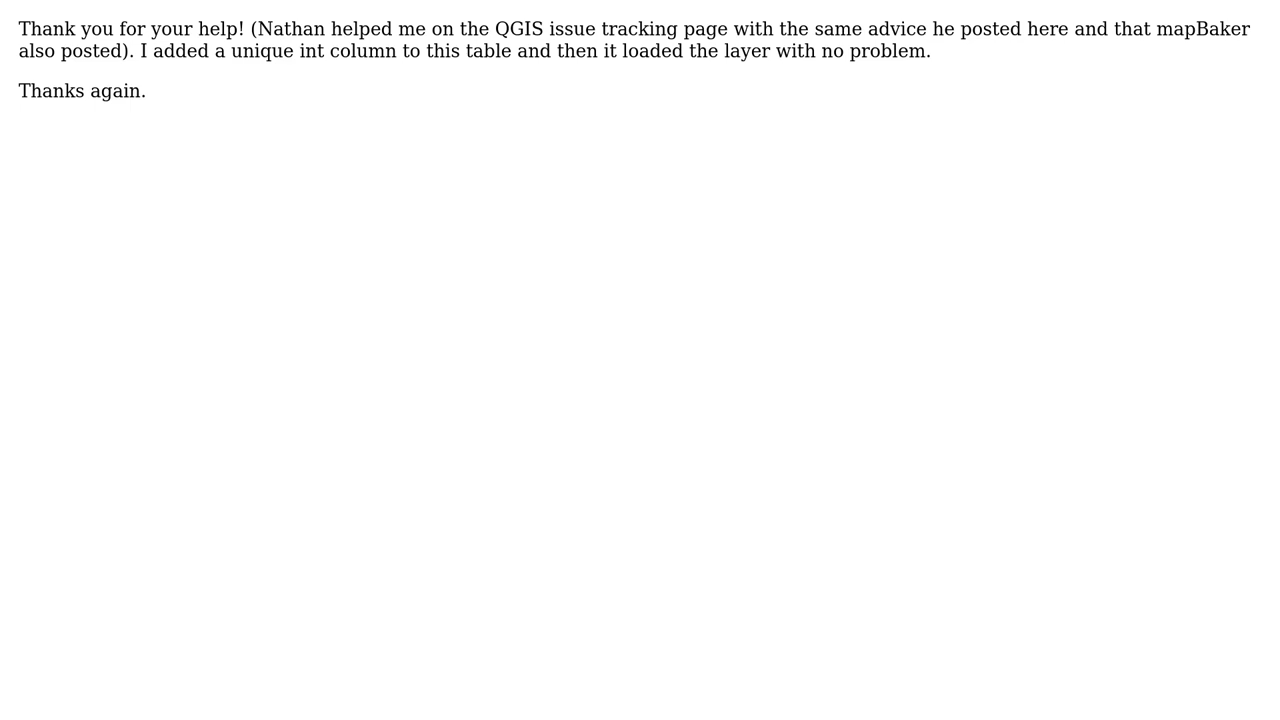 Thank you for your help! (Nathan helped me on the QGIS issue tracking page with the same advice he posted here and that mapBaker
also posted). I added a unique int column to this table and then it loaded the layer with no problem.
Thanks again.